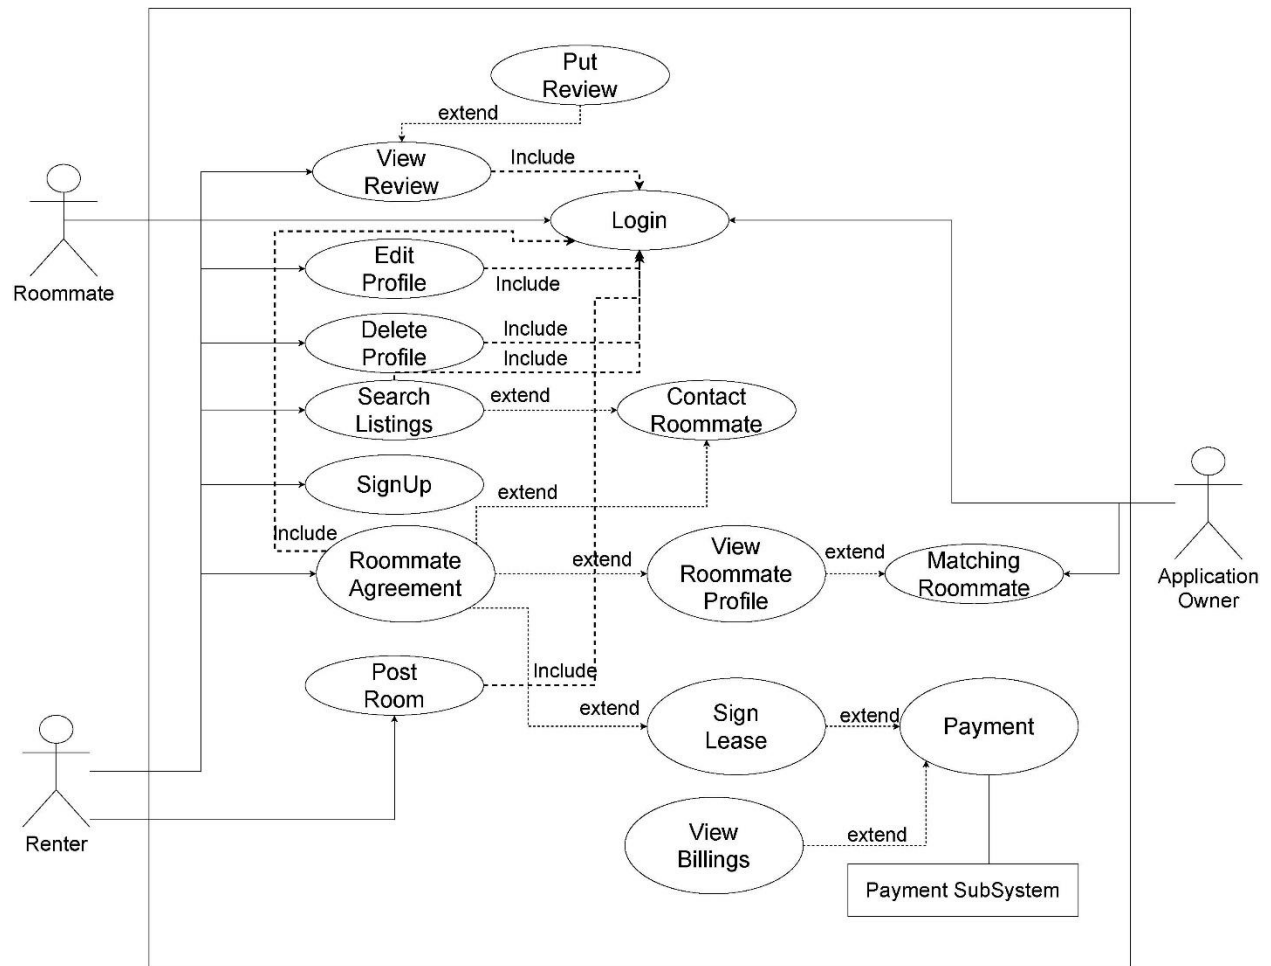 Put
Review
extend
View
Review
Include
Login
Roommate
Edit
Profile
Include
Delete
Profile
Include
Include
Search
Listings
extend
Contact
Roommate
SignUp
extend
Include
Roommate
Agreement
extend
View
Roommate
Profile
extend
Matching
Roommate
Application
Owner
Post
Room
Include
extend
Sign
Lease
extend
Payment
Renter
View
Billings
extend
Payment SubSystem